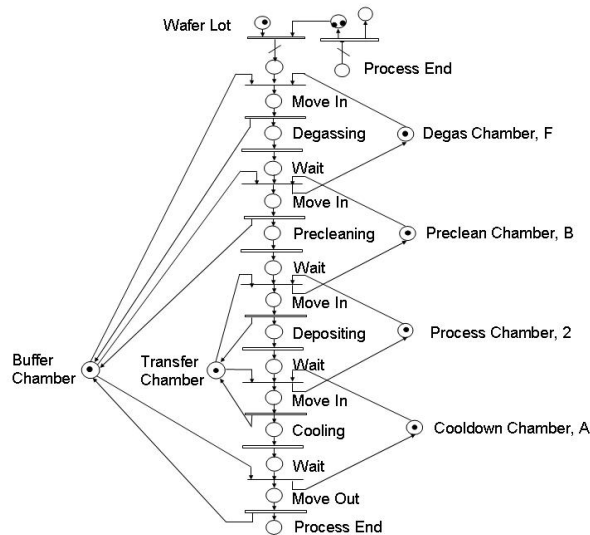 Wafer Lot
Process End
Move In
Degassing
Degas Chamber, F
Wait
Move In
Precleaning
Preclean Chamber, B
Wait
Move In
Depositing
Process Chamber, 2
Buffer
Chamber
Transfer
Chamber
Wait
Move In
Cooling
Cooldown Chamber, A
Wait
Move Out
Process End